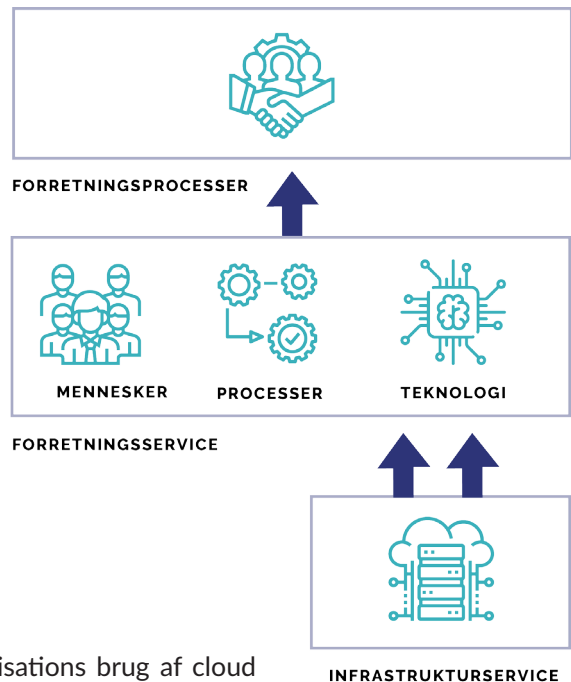 FORRETNINGSPROCESSER
MENNESKER PROCESSER TEKNOLOGI
FORRETNINGSSERVICE
isations brug af cloud
INFRASTRUKTURSERVICE